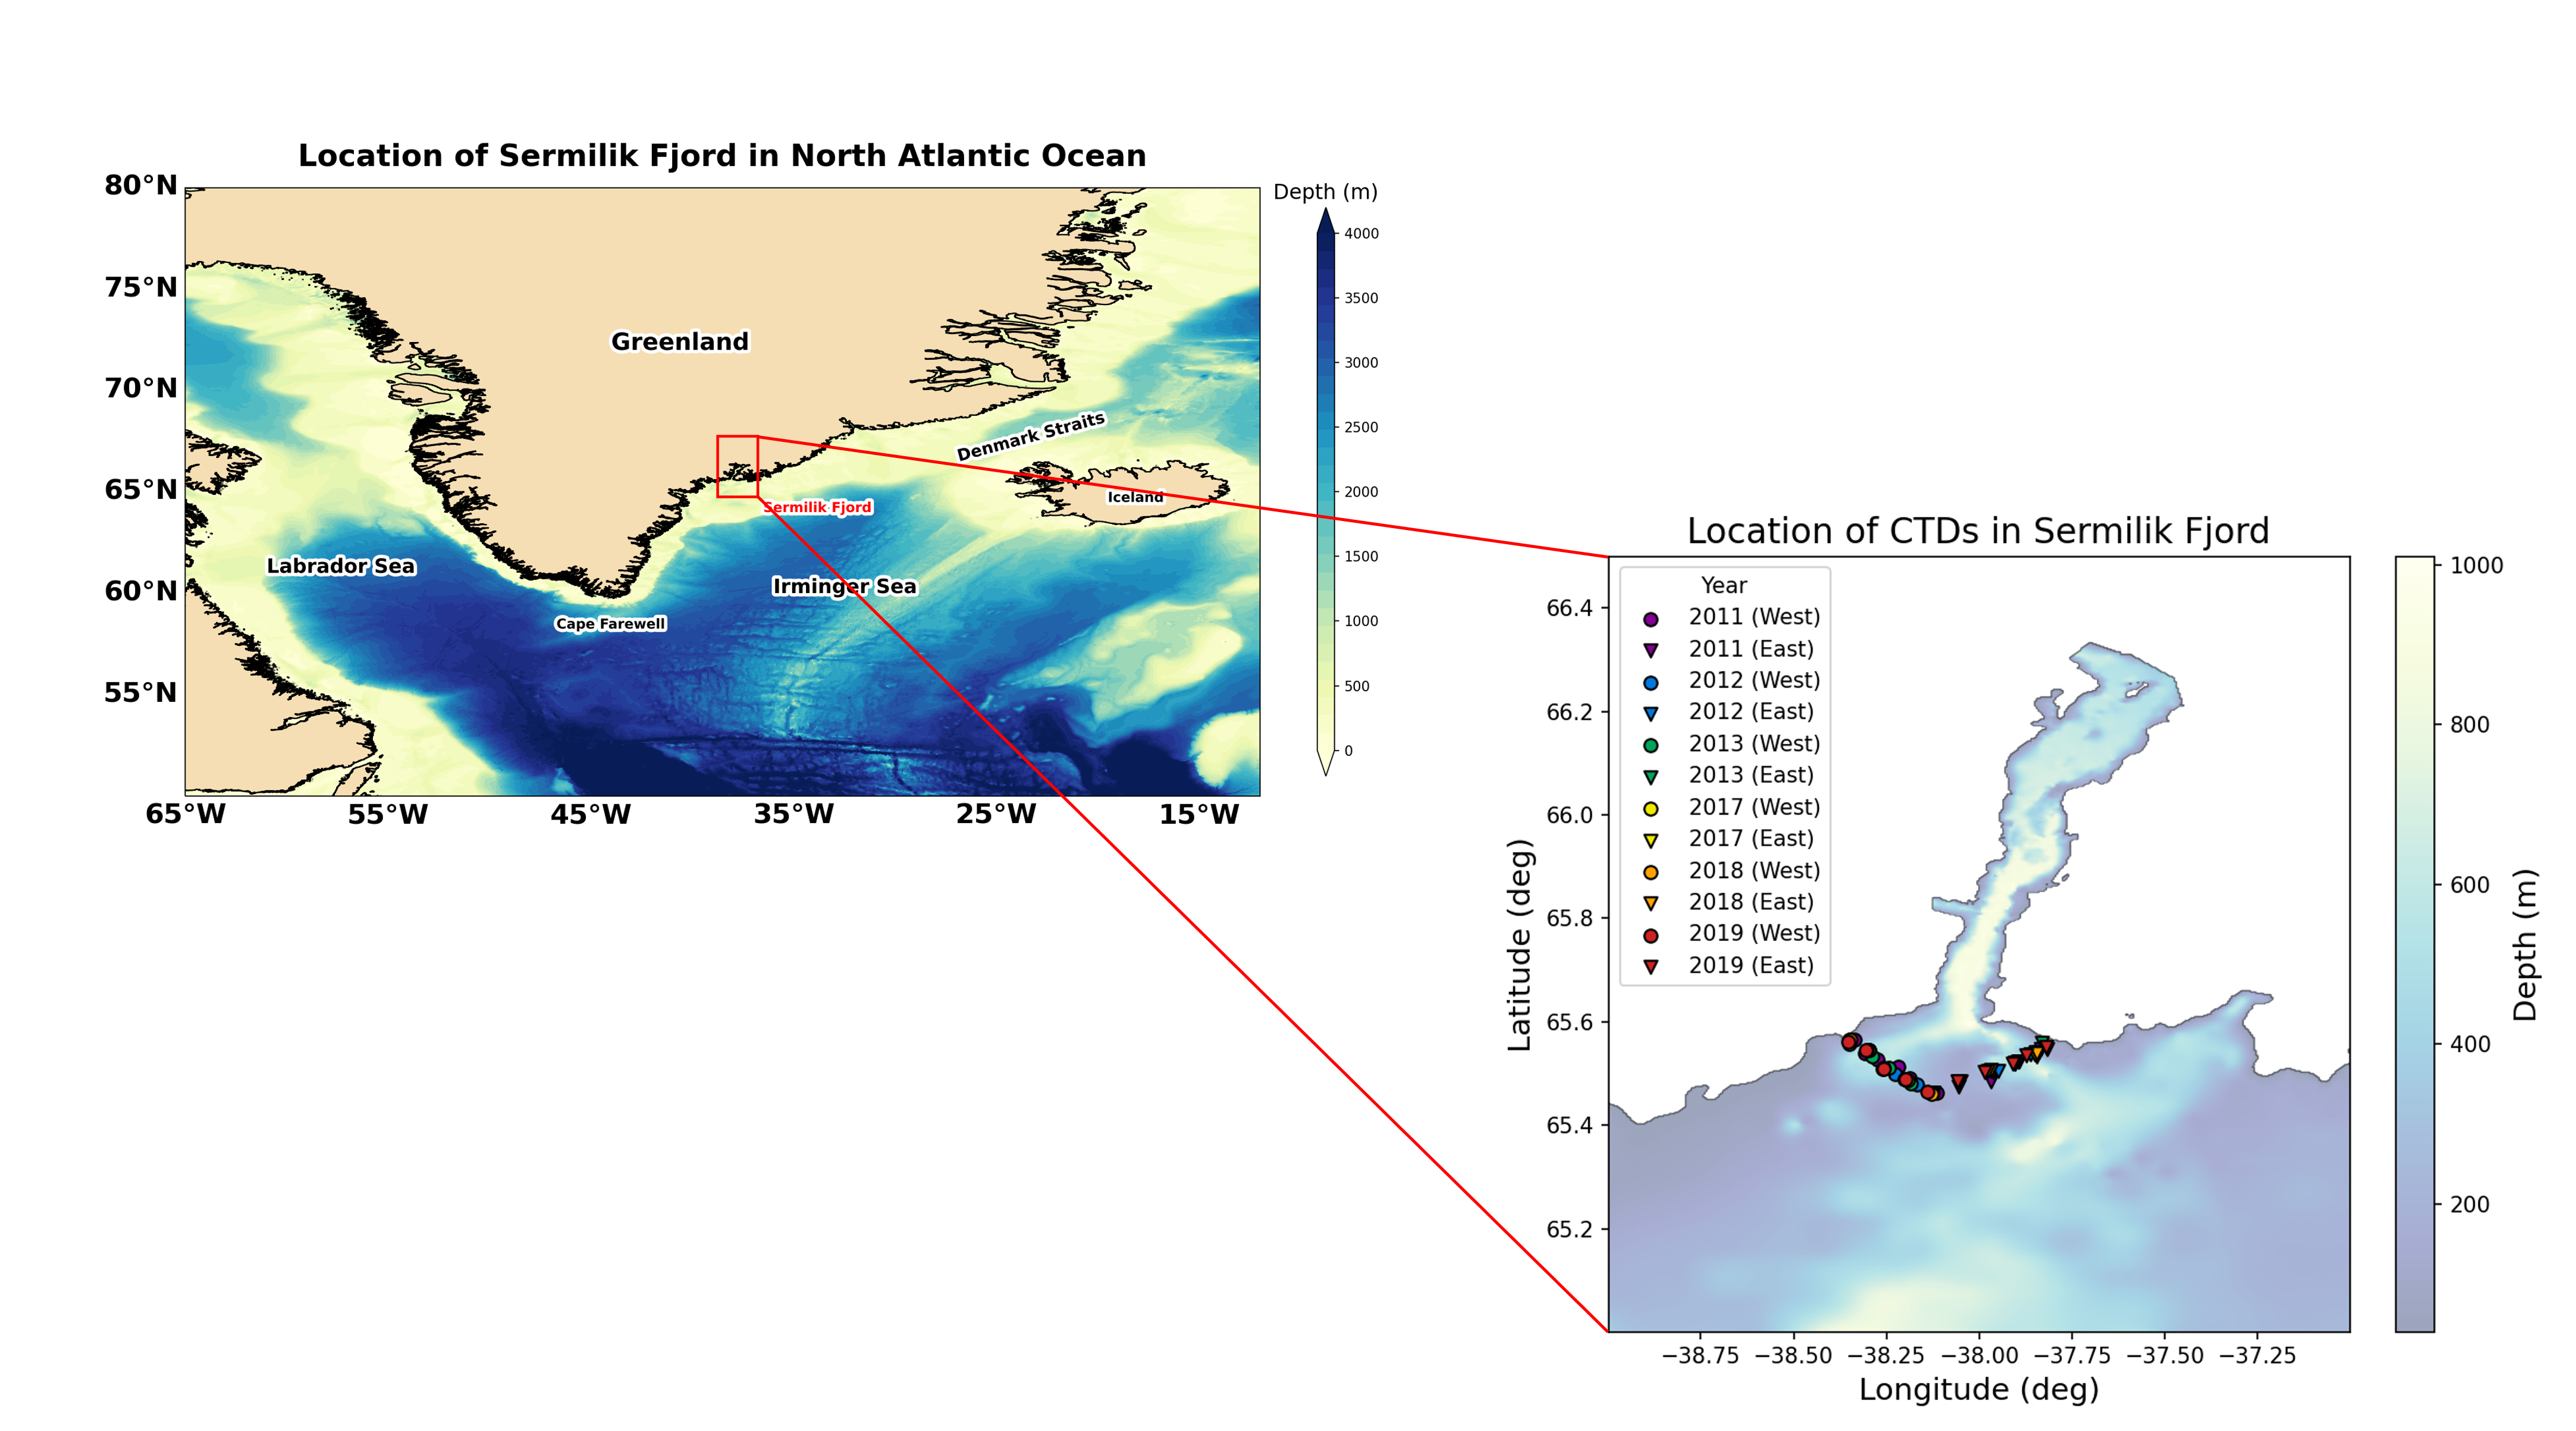 Location of Sermilik Fjord in North Atlantic Ocean
80°N
75°N
70°N
65°N
60°N
55°N
65°W
55°W
45°W
35°W
25°W
15°W
Greenland
Denmark Straits
Iceland
Sermilik Fjord
Labrador Sea
Irminger Sea
Cape Farewell
Depth (m)
4000
3500
3000
2500
2000
1500
1000
500
0
Location of CTDs in Sermilik Fjord
Year
2011 (West)
2011 (East)
2012 (West)
2012 (East)
2013 (West)
2013 (East)
2017 (West)
2017 (East)
2018 (West)
2018 (East)
2019 (West)
2019 (East)
Latitude (deg)
66.4
66.2
66.0
65.8
65.6
65.4
65.2
−38.75
−38.50
−38.25
−38.00
−37.75
−37.50
−37.25
Longitude (deg)
1000
800
600
400
200
Depth (m)